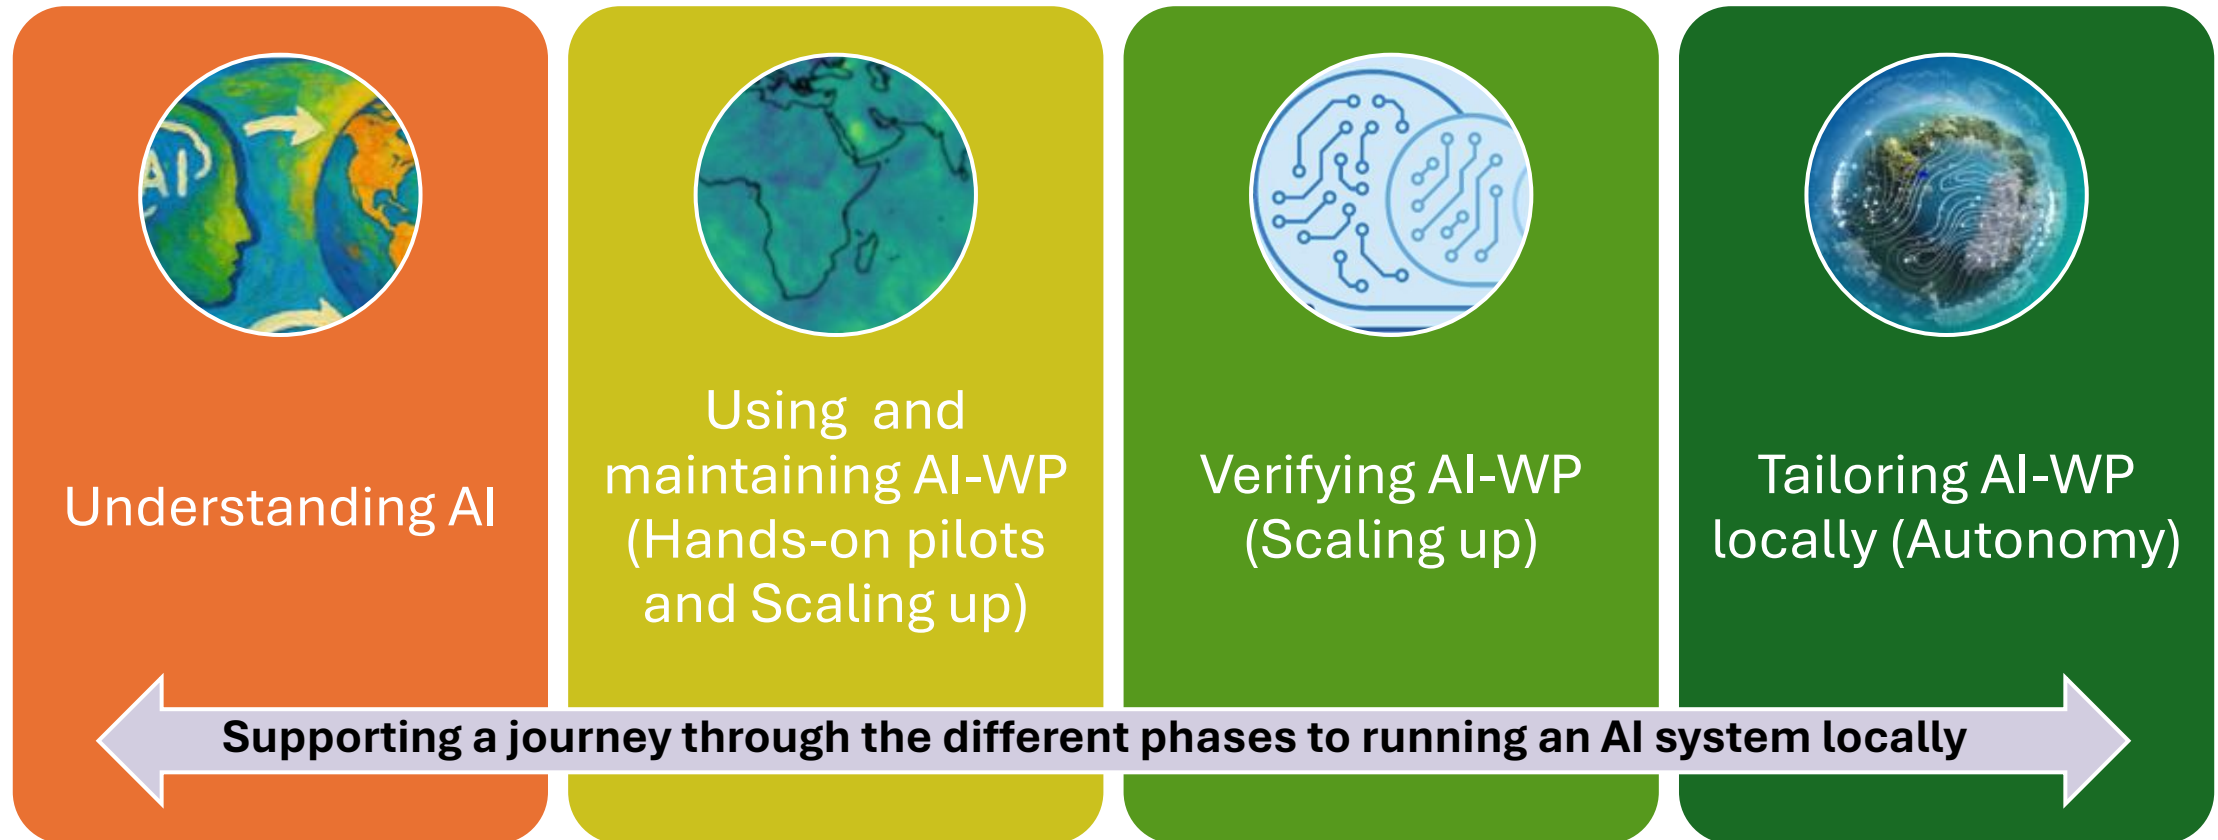 AI
Understanding AI
Using  and
maintaining AI-WP
(Hands-on pilots
and Scaling up)
Verifying AI-WP
(Scaling up)
Tailoring AI-WP
locally (Autonomy)
Supporting a journey through the different phases to running an AI system locally